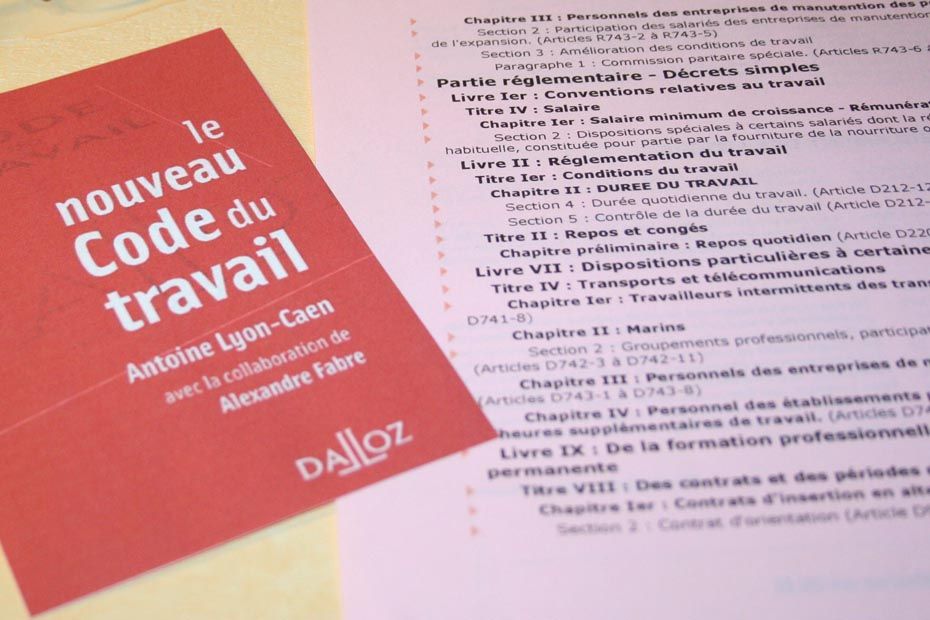 le
nouveau
Code du
travail
Antoine Lyon-Caen
avec la collaboration de
Alexandre Fabre
DALLOZ
Chapitre III : Personnels des entreprises de manutention des
Section 2 : Participation des salariés des entreprises de manutention
de l'expansion. (Articles R743-2 à R743-5)
Section 3 : Amélioration des conditions de travail
Paragraphe 1 : Commission paritaire spéciale. (Articles R743-6
Partie réglementaire - Décrets simples
Livre Ier : Conventions relatives au travail
Titre IV : Salaire
Chapitre Ier : Salaire minimum de croissance - Rémunéra
Section 2 : Dispositions spéciales à certains salariés dont la
habituelle, constituée pour partie par la fourniture de la nourriture
Livre II : Réglementation du travail
Titre Ier : Conditions du travail
Chapitre II : DUREE DU TRAVAIL
Section 4 : Durée quotidienne du travail. (Article D212-12
Section 5 : Contrôle de la durée du travail (Article D212-
Titre II : Repos et congés
Chapitre préliminaire : Repos quotidien (Article D220
Livre VII : Dispositions particulières à certaine
Titre IV : Transports et télécommunications
Chapitre Ier : Travailleurs intermittents des
D741-8)
Chapitre II : Marins
Section 2 : Groupements professionnels,
(Articles D742-3 à D742-11)
Chapitre III : Personnels des entreprises de
(Articles D743-1 à D743-8)
Chapitre IV : Personnel des établissements
heures supplémentaires de travail. (Articles
Livre IX : De la formation professionnell
permanente
Titre VIII : Des contrats et des périodes
Chapitre Ier : Contrats d'insertion en
Section 2 : Contrat d'orientation (Article